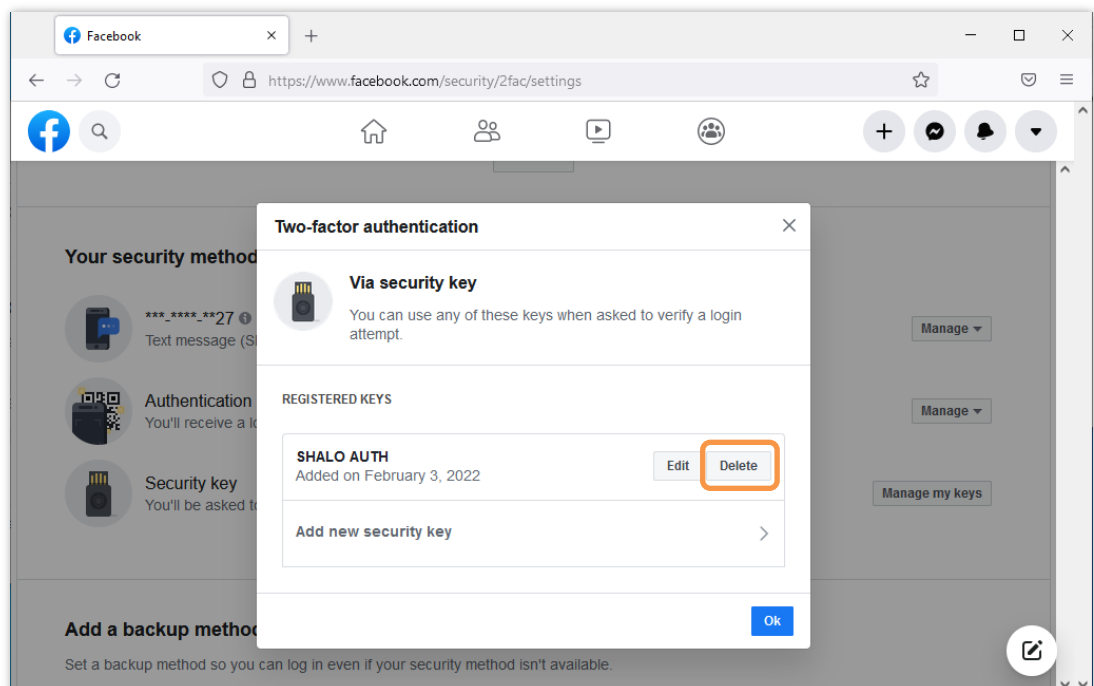 Facebook
https://www.facebook.com/security/2fac/settings
Two-factor authentication
Your security method
Via security key
You can use any of these keys when asked to verify a login
attempt.
***-****-**27
Text message (S
Manage
Authentication
You'll receive a l
Manage
REGISTERED KEYS
SHALO AUTH
Added on February 3, 2022
Edit
Delete
Security key
You'll be asked t
Manage my keys
Add new security key
Ok
Add a backup metho
Set a backup method so you can log in even if your security method isn't available.